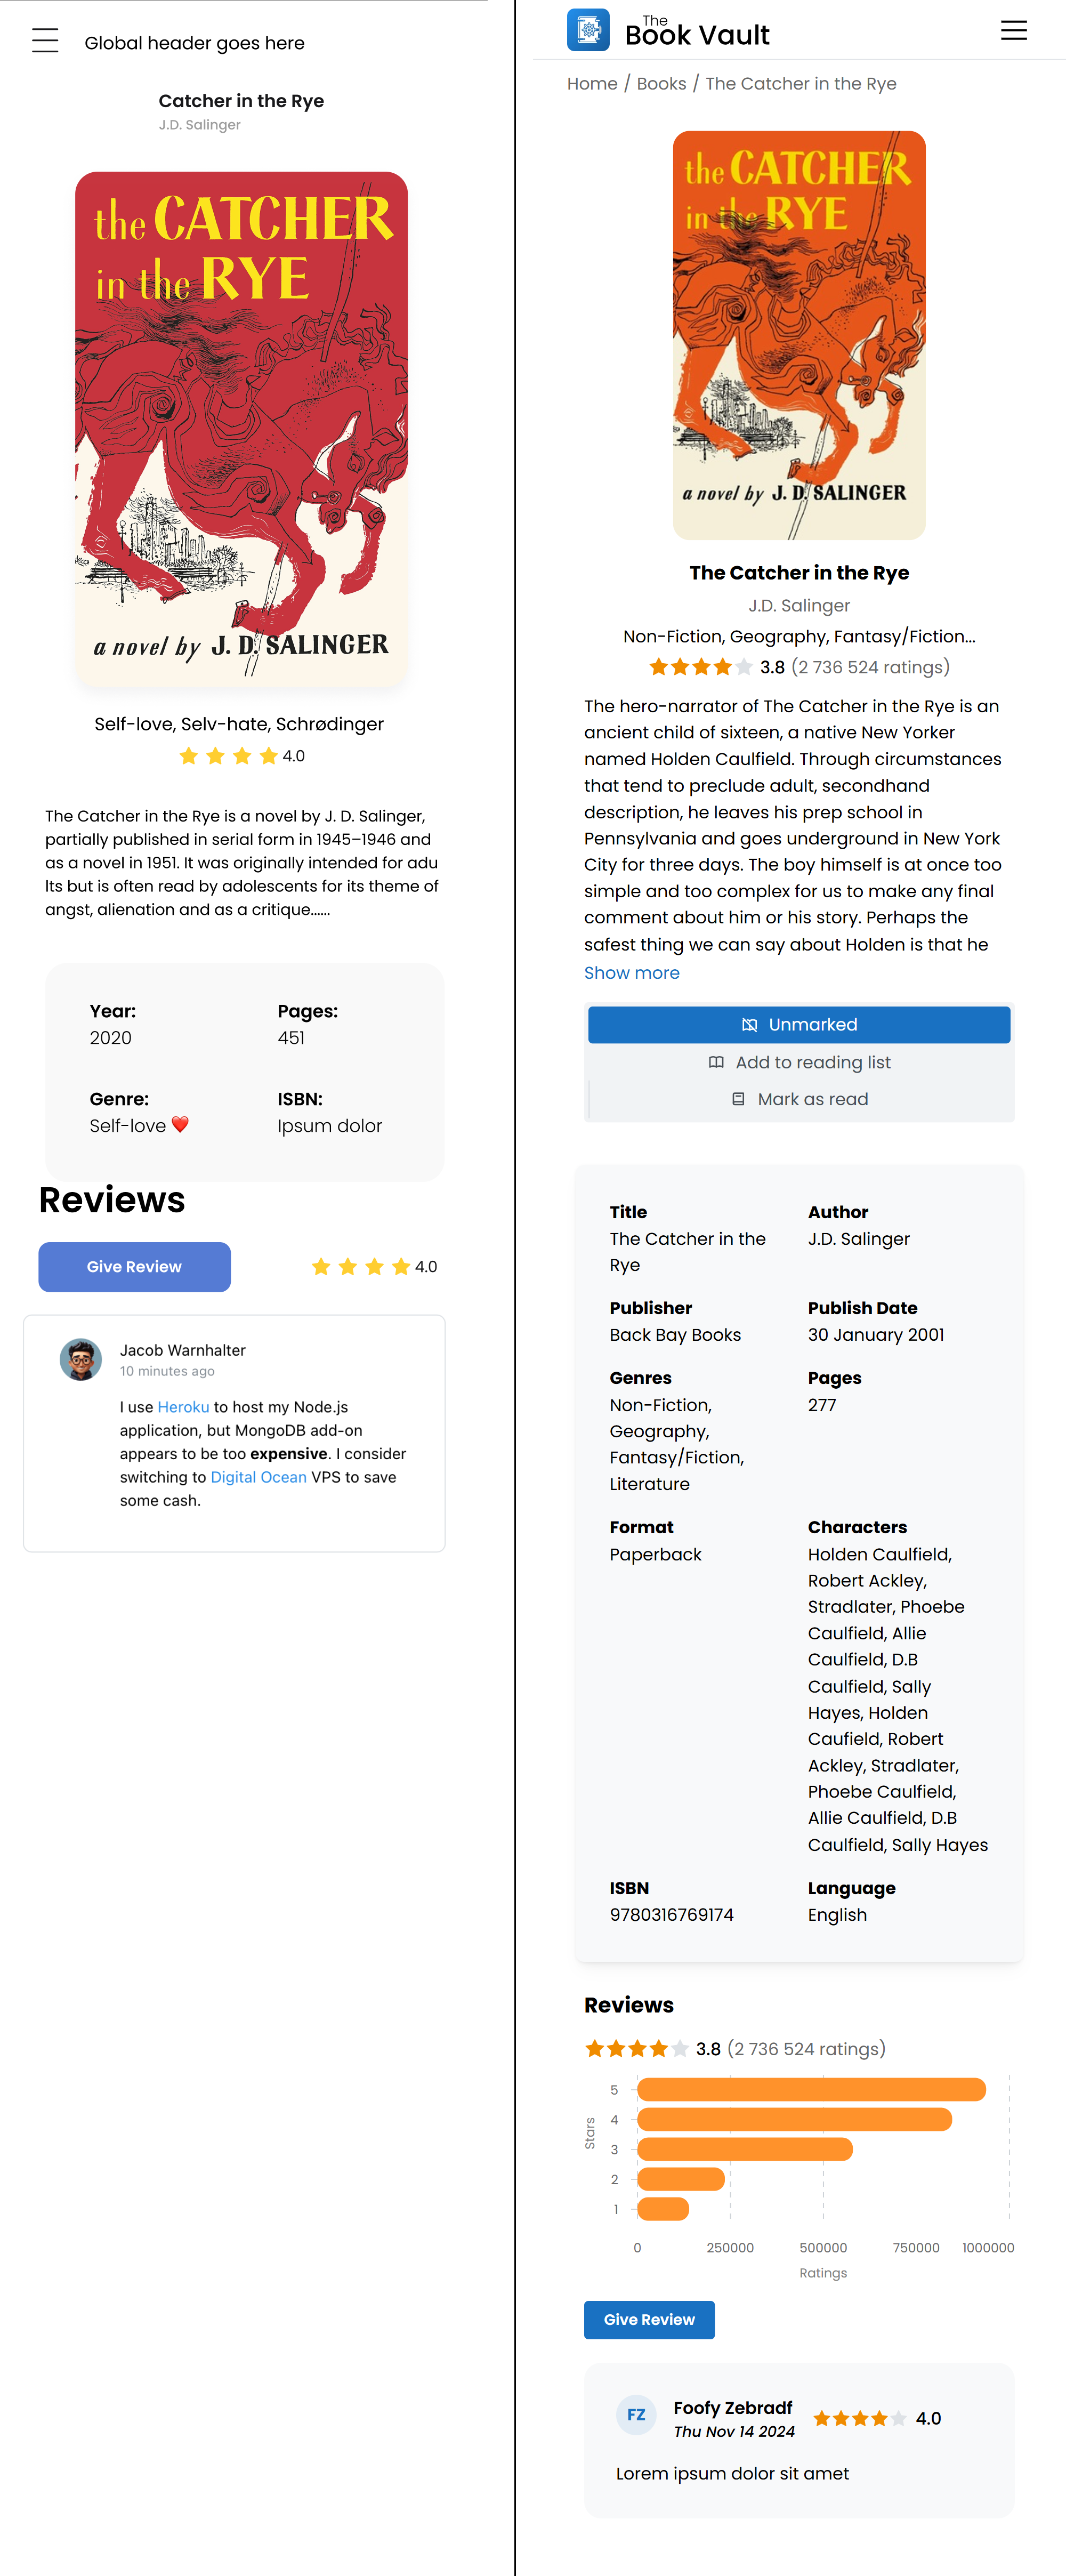 Global header goes here
Catcher in the Rye
J.D. Salinger
the CATCHER
in the RYE
a novel by J. D. SALINGER
Self-love, Selv-hate, Schrødinger
4.0
The Catcher in the Rye is a novel by J. D. Salinger,
partially published in serial form in 1945–1946 and
as a novel in 1951. It was originally intended for adu
lts but is often read by adolescents for its theme of
angst, alienation and as a critique......
Year:
2020
Pages:
451
Genre:
Self-love ❤️
ISBN:
Ipsum dolor
Reviews
Give Review
4.0
Jacob Warnhalter
10 minutes ago
I use Heroku to host my Node.js
application, but MongoDB add-on
appears to be too expensive. I consider
switching to Digital Ocean VPS to save
some cash.
The
Book Vault
Home / Books / The Catcher in the Rye
the CATCHER
in the RYE
a novel by J. D. SALINGER
The Catcher in the Rye
J.D. Salinger
Non-Fiction, Geography, Fantasy/Fiction...
3.8 (2 736 524 ratings)
The hero-narrator of The Catcher in the Rye is an
ancient child of sixteen, a native New Yorker
named Holden Caulfield. Through circumstances
that tend to preclude adult, secondhand
description, he leaves his prep school in
Pennsylvania and goes underground in New York
City for three days. The boy himself is at once too
simple and too complex for us to make any final
comment about him or his story. Perhaps the
safest thing we can say about Holden is that he
Show more
Unmarked
Add to reading list
Mark as read
Title
The Catcher in the
Rye
Author
J.D. Salinger
Publisher
Back Bay Books
Publish Date
30 January 2001
Genres
Non-Fiction,
Geography,
Fantasy/Fiction,
Literature
Pages
277
Format
Paperback
Characters
Holden Caulfield,
Robert Ackley,
Stradlater, Phoebe
Caulfield, Allie
Caulfield, D.B
Caulfield, Sally
Hayes, Holden
Caufield, Robert
Ackley, Stradlater,
Phoebe Caulfield,
Allie Caulfield, D.B
Caulfield, Sally Hayes
ISBN
9780316769174
Language
English
Reviews
3.8 (2 736 524 ratings)
Stars
5
4
3
2
1
0 250000 500000 750000 1000000
Ratings
Give Review
FZ
Foofy Zebradf
Thu Nov 14 2024
4.0
Lorem ipsum dolor sit amet